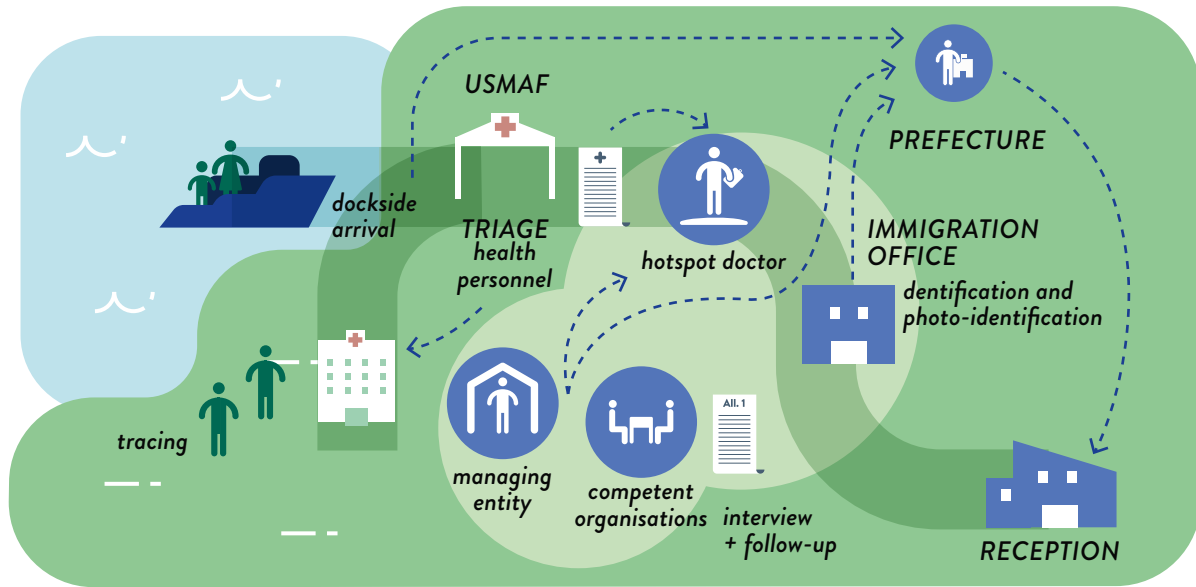 USMAF
PREFECTURE
dockside
arrival
TRIAGE
health
personnel
hotspot doctor
IMMIGRATION
OFFICE
dentification and
photo-identification
tracing
All. 1
managing
entity
competent
organisations
interview
+ follow-up
RECEPTION